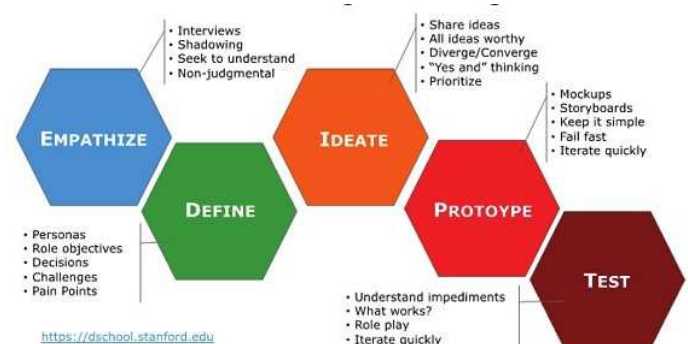 • Interviews
• Shadowing
• Seek to understand
• Non-judgmental
• Share ideas
• All ideas worthy
• Diverge/Converge
• "Yes and" thinking
• Prioritize
• Mockups
• Storyboards
• Keep it simple
• Fail fast
• Iterate quickly
EMPATHIZE
IDEATE
DEFINE
PROTOYPE
TEST
• Personas
• Role objectives
• Decisions
• Challenges
• Pain Points
• Understand impediments
• What works?
• Role play
• Iterate quickly
https://dschool.stanford.edu